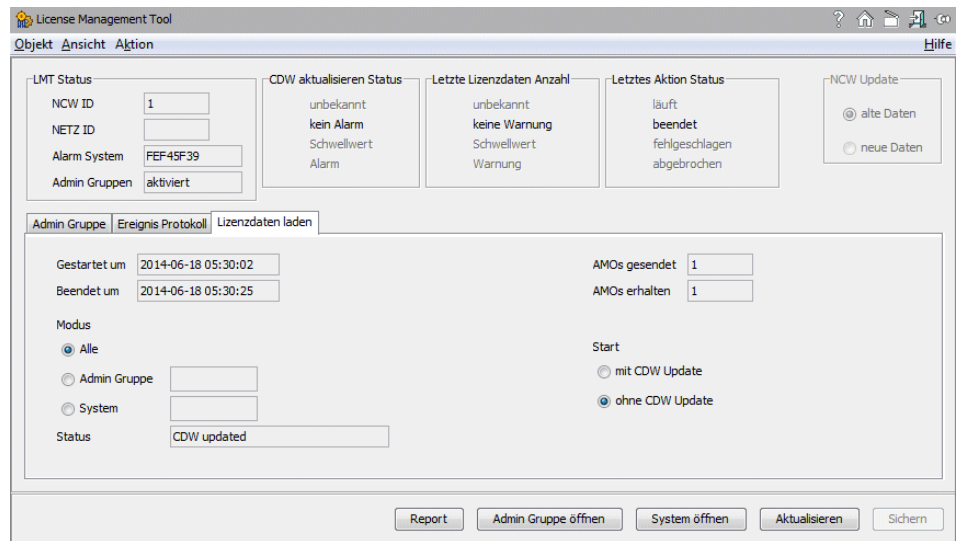 License Management Tool
Objekt Ansicht Aktion Hilfe
LMT Status
NCW ID 1
NETZ ID
Alarm System FEF45F39
Admin Gruppen aktiviert
CDW aktualisieren Status
unbekannt
kein Alarm
Schwellwert
Alarm
Letzte Lizenzdaten Anzahl
unbekannt
keine Warnung
Schwellwert
Warnung
Letztes Aktion Status
läuft
beendet
fehlgeschlagen
abgebrochen
NCW Update
alte Daten
neue Daten
Admin Gruppe Ereignis Protokoll Lizenzdaten laden
Gestartet um 2014-06-18 05:30:02
Beendet um 2014-06-18 05:30:25
AMOs gesendet 1
AMOs erhalten 1
Modus
Alle
Admin Gruppe
System
Status CDW updated
Start
mit CDW Update
ohne CDW Update
Report Admin Gruppe öffnen System öffnen Aktualisieren Sichern